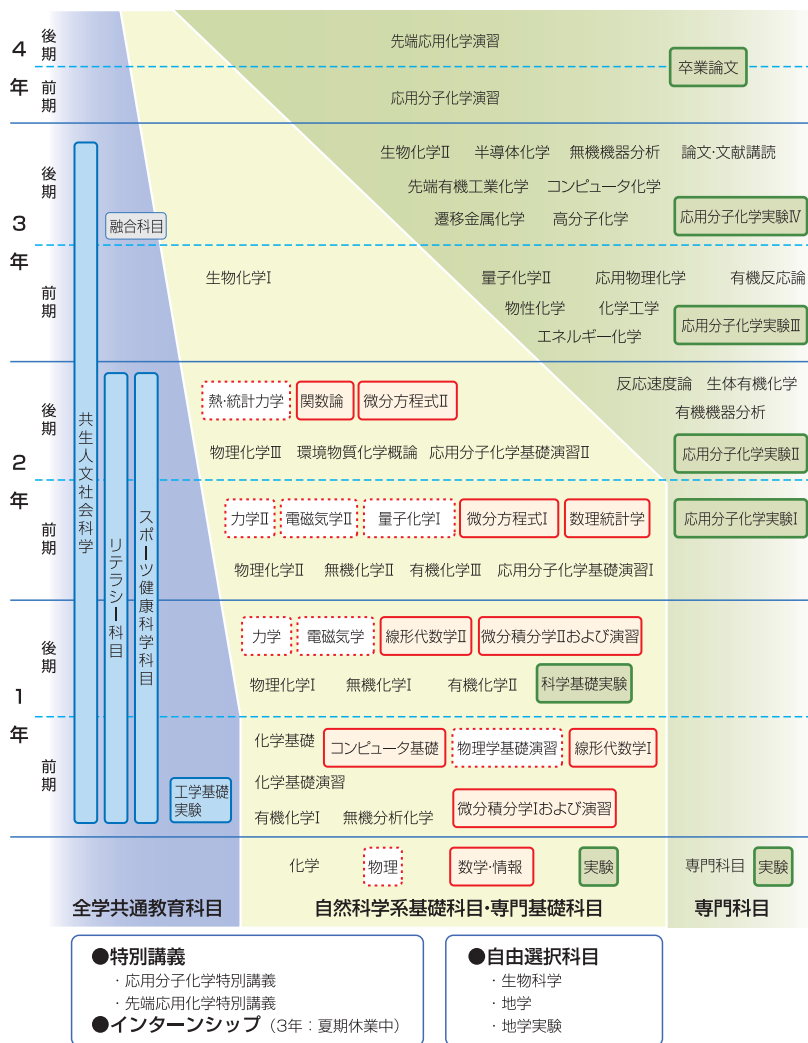 4年
後期
先端応用化学演習
卒業論文
前期
応用分子化学演習
3年
後期
生物化学Ⅱ 半導体化学 無機機器分析 論文・文献講読
先端有機工業化学 コンピュータ化学
遷移金属化学 高分子化学 応用分子化学実験Ⅳ
融合科目
前期
生物化学Ⅰ 量子化学Ⅱ 応用物理化学 有機反応論
物性化学 化学工学
エネルギー化学 応用分子化学実験Ⅲ
2年
後期
反応速度論 生体有機化学
熱・統計力学 関数論 微分方程式Ⅱ 有機機器分析
物理化学Ⅲ 環境物質化学概論 応用分子化学基礎演習Ⅱ 応用分子化学実験Ⅱ
前期
力学Ⅱ 電磁気学Ⅱ 量子化学Ⅰ 微分方程式Ⅰ 数理統計学 応用分子化学実験Ⅰ
物理化学Ⅱ 無機化学Ⅱ 有機化学Ⅲ 応用分子化学基礎演習Ⅰ
共生人文社会科学
リテラシー科目
スポーツ健康科学科目
1年
後期
力学 電磁気学 線形代数学Ⅱ 微分積分学Ⅱおよび演習
物理化学Ⅰ 無機化学Ⅰ 有機化学Ⅱ 科学基礎実験
前期
化学基礎 コンピュータ基礎 物理学基礎演習 線形代数学Ⅰ
化学基礎演習
工学基礎
実験
有機化学Ⅰ 無機分析化学 微分積分学Ⅰおよび演習
化学 物理 数学・情報 実験 専門科目 実験
全学共通教育科目 自然科学系基礎科目・専門基礎科目 専門科目
●特別講義
・応用分子化学特別講義
・先端応用化学特別講義
●インターンシップ(3年:夏期休業中)
●自由選択科目
・生物科学
・地学
・地学実験